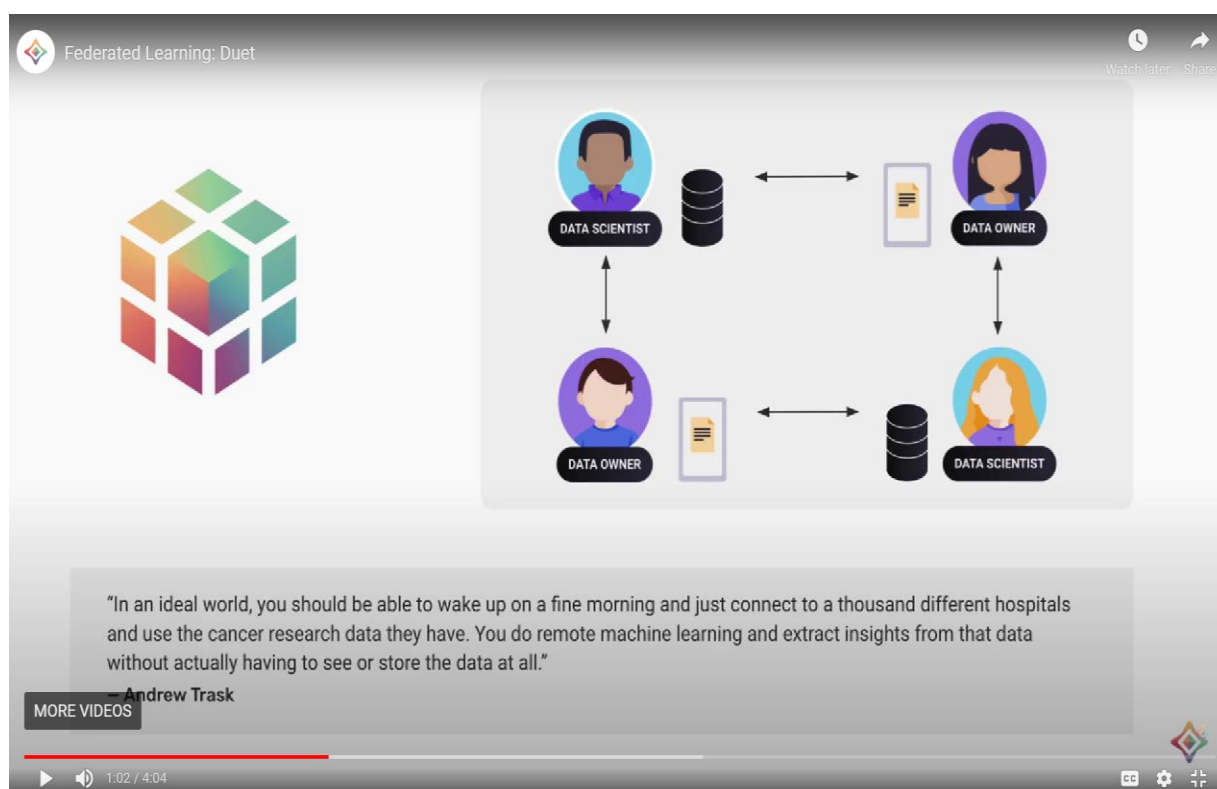 Federated Learning: Duet
Watch later
Share
DATA SCIENTIST
DATA OWNER
DATA OWNER
DATA SCIENTIST
"In an ideal world, you should be able to wake up on a fine morning and just connect to a thousand different hospitals
and use the cancer research data they have. You do remote machine learning and extract insights from that data
without actually having to see or store the data at all."
– Andrew Trask
MORE VIDEOS
1:02 / 4:04
CC